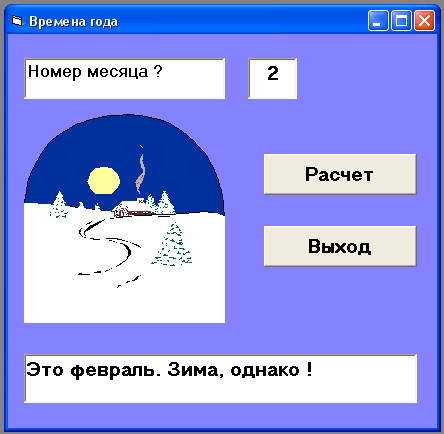 Времена года
Номер месяца ?
2
Расчет
Выход
Это февраль. Зима, однако !